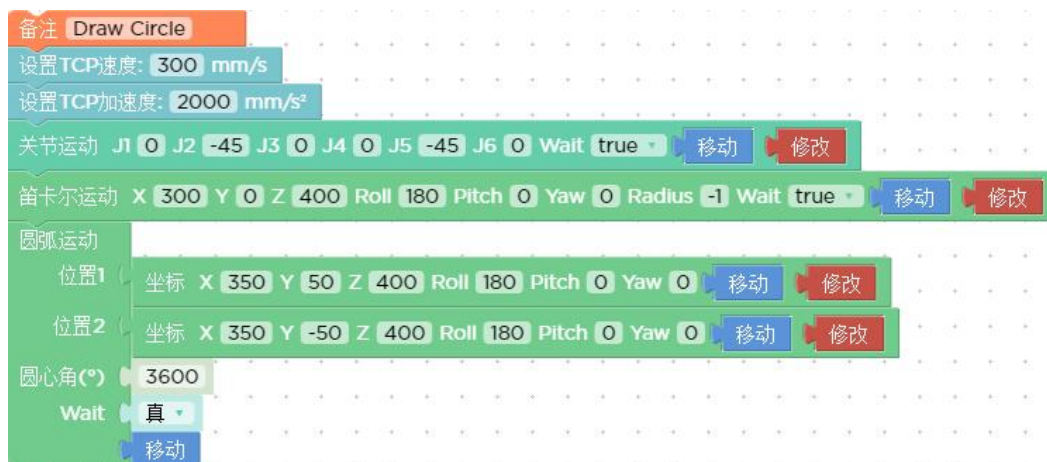 备注 Draw Circle
设置TCP速度: 300 mm/s
设置TCP加速度: 2000 mm/s²
关节运动 J1 0 J2 -45 J3 0 J4 0 J5 -45 J6 0 Wait true 移动 修改
笛卡尔运动 X 300 Y 0 Z 400 Roll 180 Pitch 0 Yaw 0 Radius -1 Wait true 移动 修改
圆弧运动
位置1 坐标 X 350 Y 50 Z 400 Roll 180 Pitch 0 Yaw 0 移动 修改
位置2 坐标 X 350 Y -50 Z 400 Roll 180 Pitch 0 Yaw 0 移动 修改
圆心角(°) 3600
Wait 真
移动